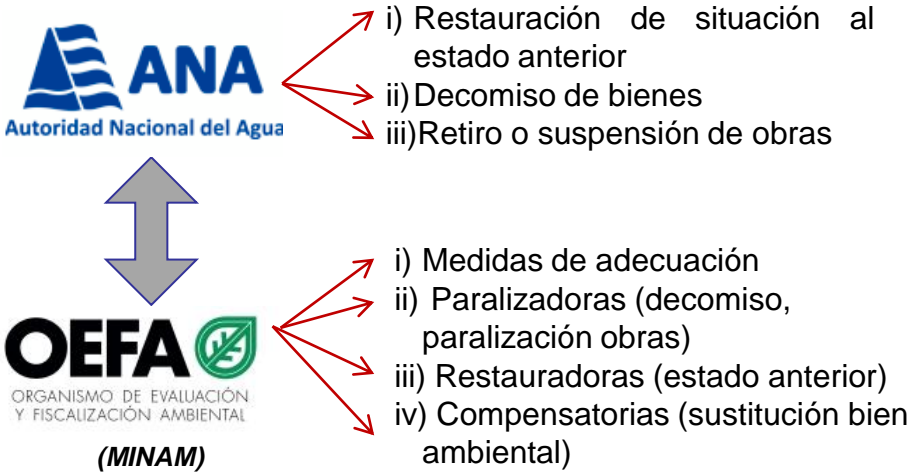 ANA
Autoridad Nacional del Agua
i) Restauración de situación al
estado anterior
ii) Decomiso de bienes
iii)Retiro o suspensión de obras
OEFA
ORGANISMO DE EVALUACIÓN
Y FISCALIZACIÓN AMBIENTAL
(MINAM)
i) Medidas de adecuación
ii) Paralizadoras (decomiso,
paralización obras)
iii) Restauradoras (estado anterior)
iv) Compensatorias (sustitución bien
ambiental)